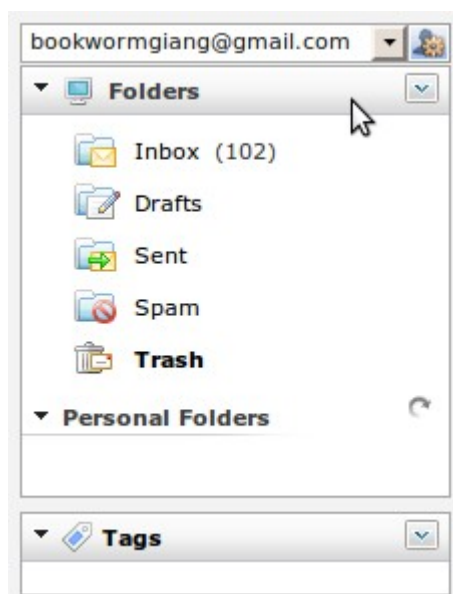 bookwormgiang@gmail.com
Folders
Inbox (102)
Drafts
Sent
Spam
Trash
Personal Folders
Tags